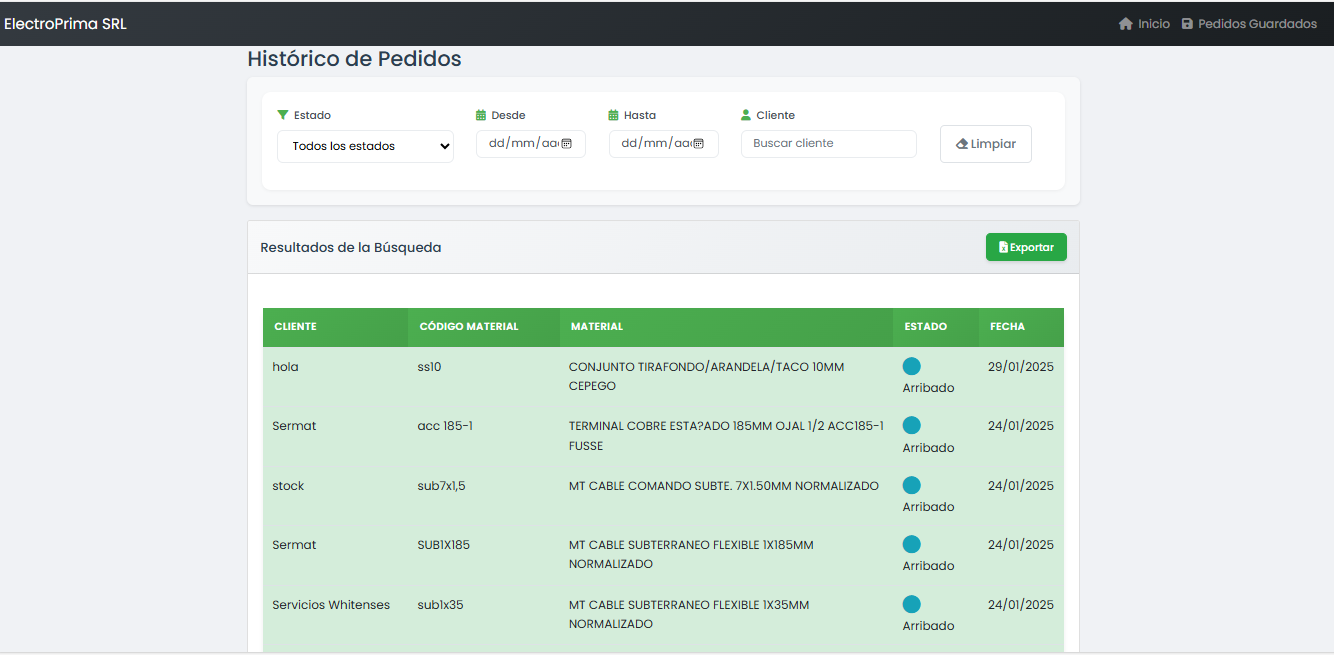 ElectroPrima SRL
Inicio
Pedidos Guardados
Histórico de Pedidos
Estado
Desde
Hasta
Cliente
Todos los estados
dd/mm/aa
dd/mm/aa
Buscar cliente
Limpiar
Resultados de la Búsqueda
Exportar
CLIENTE CÓDIGO MATERIAL MATERIAL ESTADO FECHA
hola ss10 CONJUNTO TIRAFONDO/ARANDELA/TACO 10MM 29/01/2025
CEPEGO Arribado
Sermat acc 185-1 TERMINAL COBRE ESTA?ADO 185MM OJAL 1/2 ACC185-1 24/01/2025
FUSSE Arribado
stock sub7x1,5 MT CABLE COMANDO SUBTE. 7X1.50MM NORMALIZADO 24/01/2025
Arribado
Sermat SUB1X185 MT CABLE SUBTERRANEO FLEXIBLE 1X185MM 24/01/2025
NORMALIZADO Arribado
Servicios Whitenses sub1x35 MT CABLE SUBTERRANEO FLEXIBLE 1X35MM 24/01/2025
NORMALIZADO Arribado